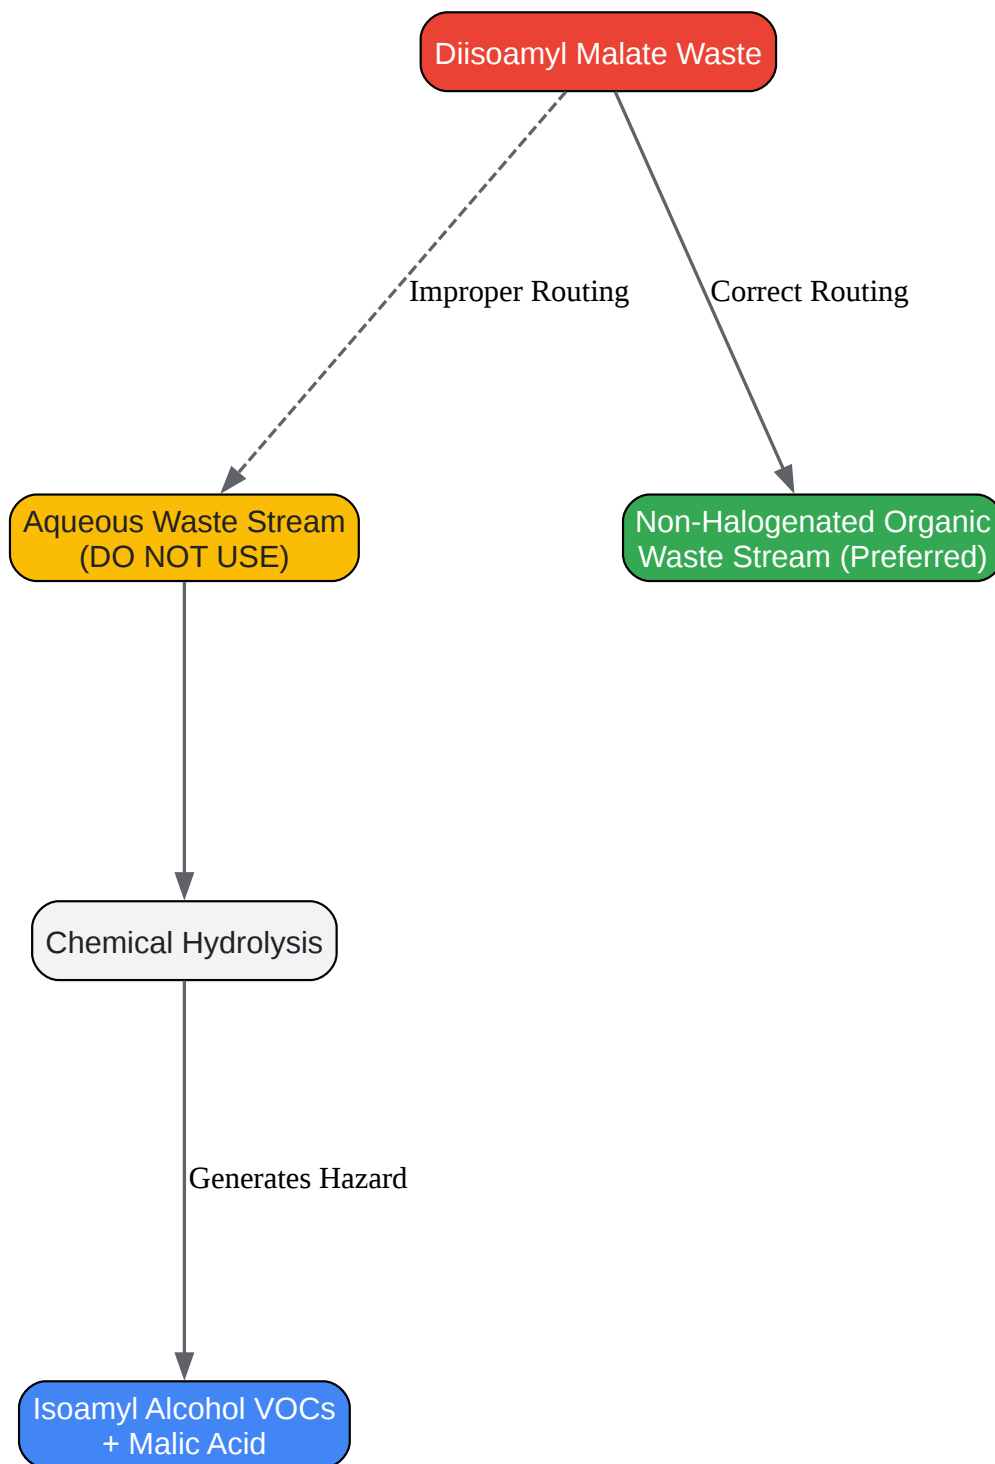 Diisoamyl Malate Waste
Improper Routing
Correct Routing
Aqueous Waste Stream
(DO NOT USE)
Non-Halogenated Organic
Waste Stream (Preferred)
Chemical Hydrolysis
Generates Hazard
Isoamyl Alcohol VOCs
+ Malic Acid